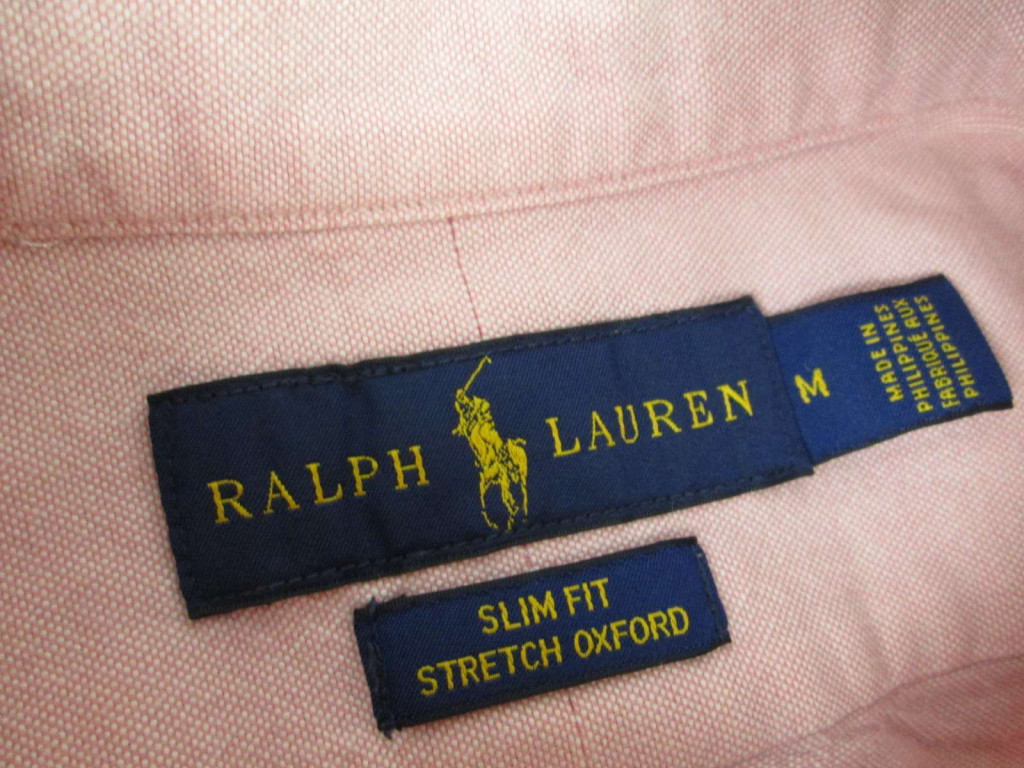 RALPH LAUREN
M
MADE IN
PHILIPPINES
FABRIQUÉ AUX
PHILIPPINES
SLIM FIT
STRETCH OXFORD